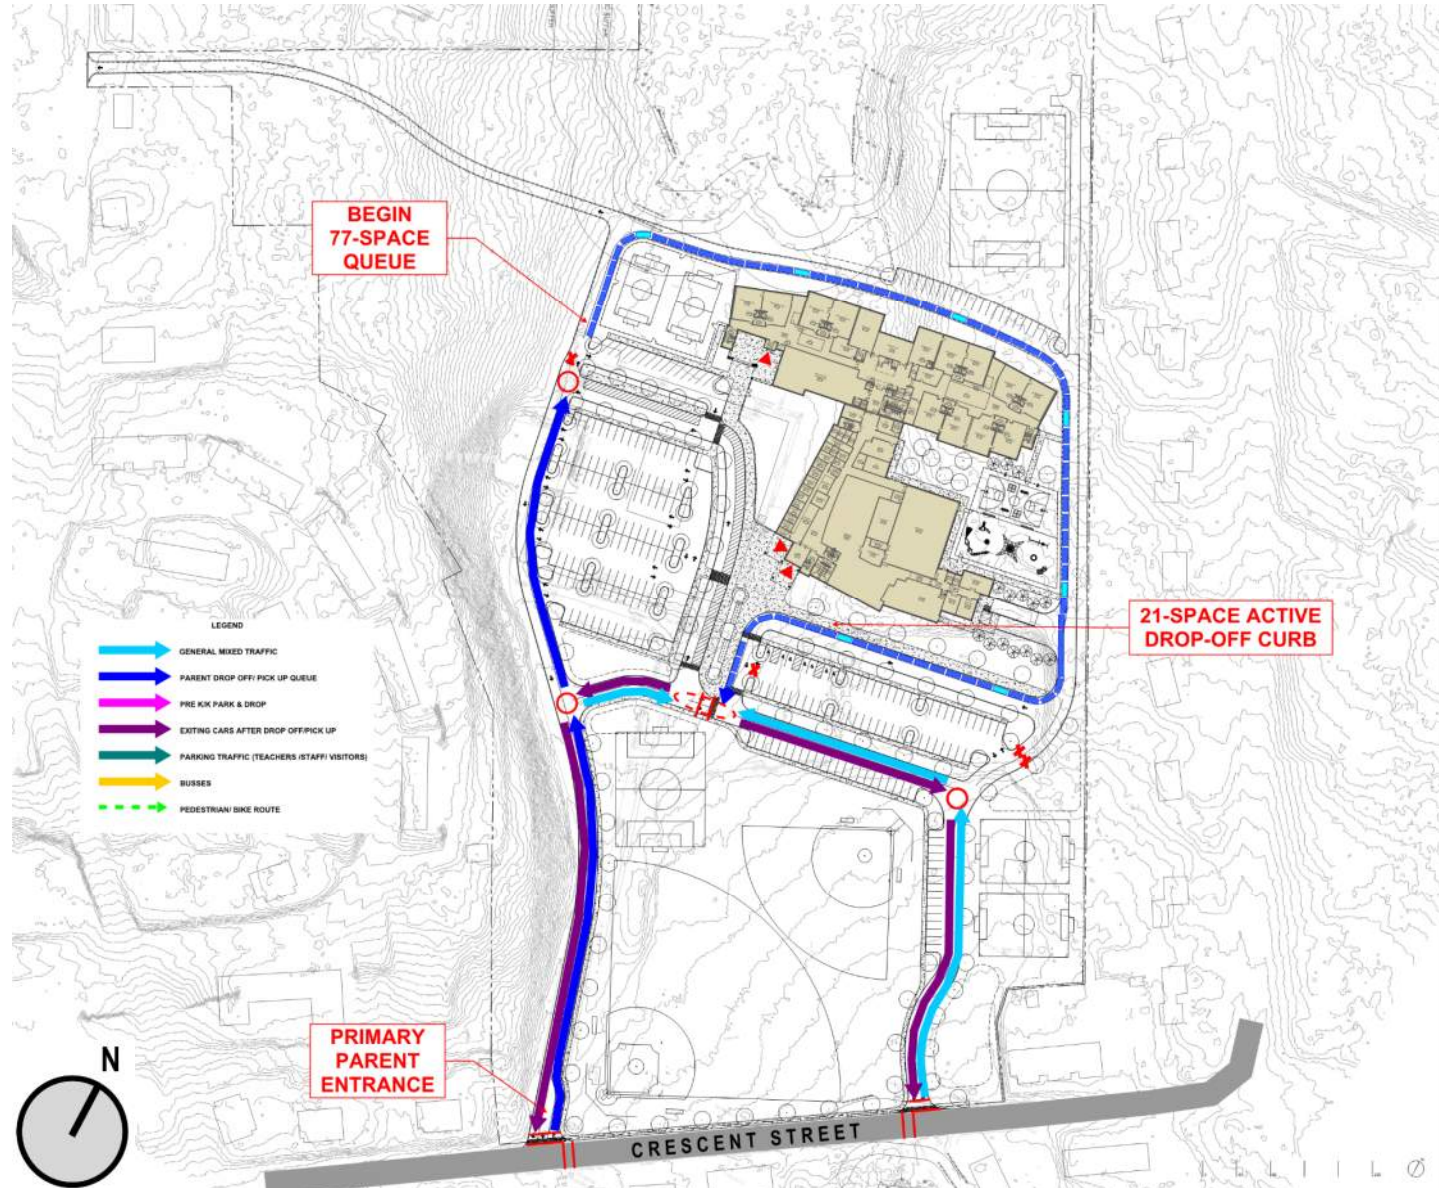 BEGIN
77-SPACE
QUEUE
21-SPACE ACTIVE
DROP-OFF CURB
LEGEND
GENERAL MIXED TRAFFIC
PARENT DROP OFF/ PICK UP QUEUE
PRE K/K PARK & DROP
EXITING CARS AFTER DROP OFF/PICK UP
PARKING TRAFFIC (TEACHERS /STAFF/ VISITORS)
BUSSES
PEDESTRIAN/ BIKE ROUTE
PRIMARY
PARENT
ENTRANCE
N
CRESCENT STREET